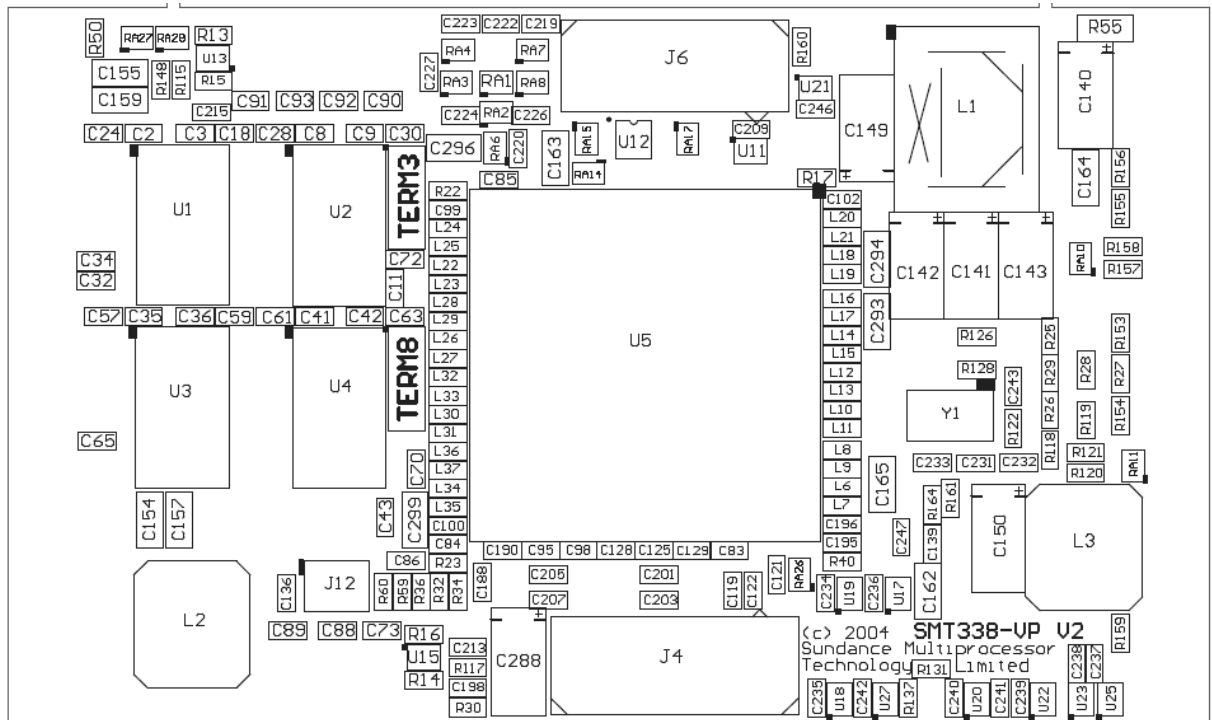 R50
RA27
RA28
R13
U13
R15
C155
C159
R148
R115
C215
C91
C93
C92
C90
C223
C222
C219
RA4
RA7
C227
RA3
RA1
RA8
C224
RA2
C226
J6
R160
U21
C246
C149
L1
R55
C140
C24
C2
C3
C18
C28
C8
C9
C30
C296
RA6
C220
C163
RA15
RA14
U12
RA17
C209
U11
C164
R156
R155
U1
U2
TERM3
C85
R17
R22
C99
L24
L25
L22
L23
L28
L29
L26
L27
L32
L33
L30
L31
L36
L37
L34
L35
C100
C84
R23
C102
L20
L21
L18
L19
L16
L17
L14
L15
L12
L13
L10
L11
L8
L9
L6
L7
C196
C195
R40
C294
C293
C142
C141
C143
RA10
R158
R157
C34
C32
C72
C11
C57
C35
C36
C59
C61
C41
C42
C63
U3
U4
TERM8
U5
R126
R128
C243
Y1
R122
R25
R29
R26
R118
R28
R119
R153
R27
R154
C65
C70
C165
C233
C231
C232
R121
R120
RA11
C154
C157
C43
C299
R164
R161
C150
L3
C139
C247
C86
C190
C95
C98
C128
C125
C129
C83
L2
C136
J12
R60
R59
R36
R32
R34
C188
C205
C207
C201
C203
C119
C122
C121
RA26
C234
U19
C236
U17
C162
C89
C88
C73
R16
U15
R14
C213
R117
C198
R30
C288
J4
(c) 2004 SMT338-VP V2
Sundance Multiprocessor
Technology Limited
R131
R159
C238
C237
C235
U18
C242
U27
R137
C240
U20
C241
C239
U22
U23
U25